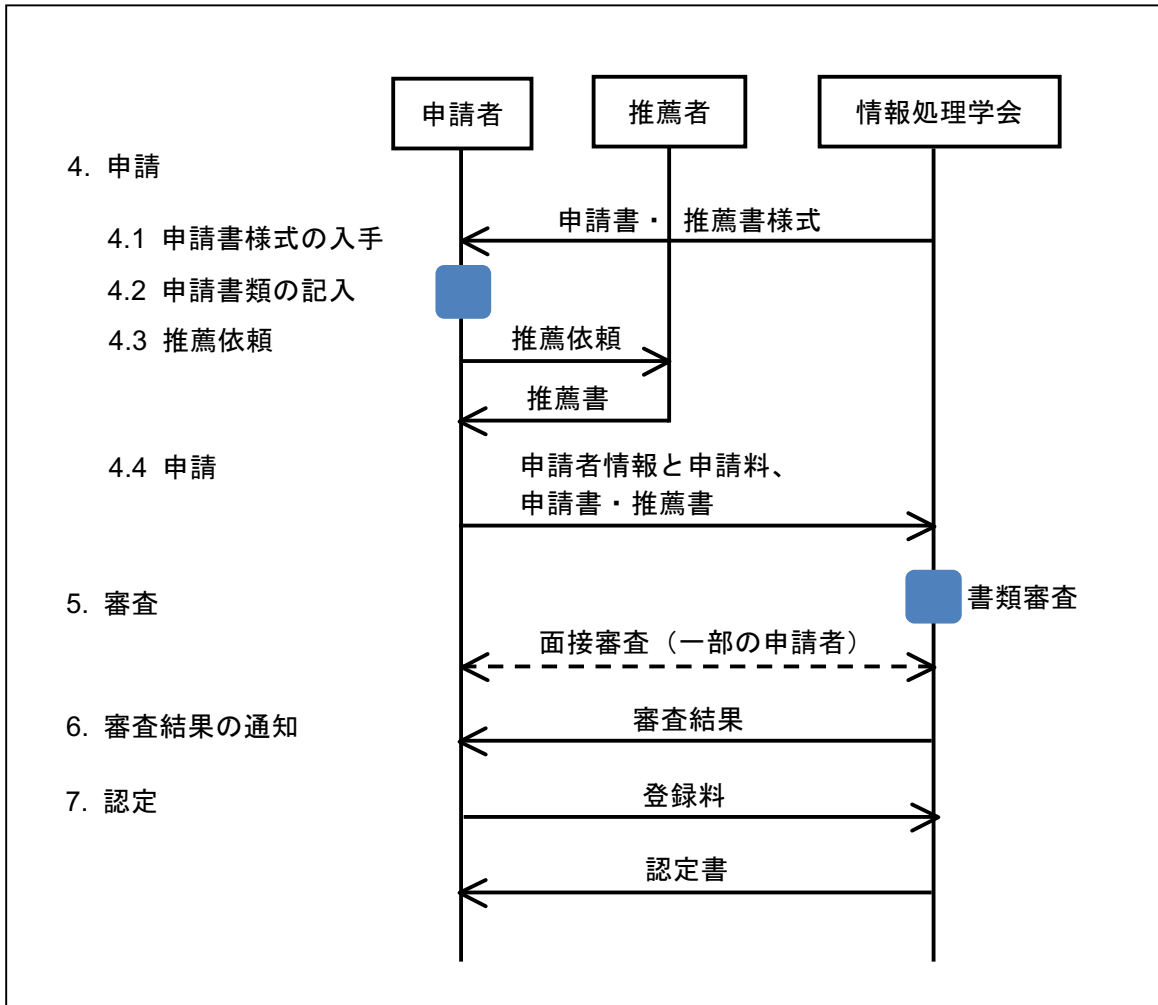 申請者
推薦者
情報処理学会
4. 申請
申請書・ 推薦書様式
4.1 申請書様式の入手
4.2 申請書類の記入
4.3 推薦依頼
推薦依頼
推薦書
4.4 申請
申請者情報と申請料、
申請書・推薦書
5. 審査
書類審査
面接審査（一部の申請者）
6. 審査結果の通知
審査結果
7. 認定
登録料
認定書